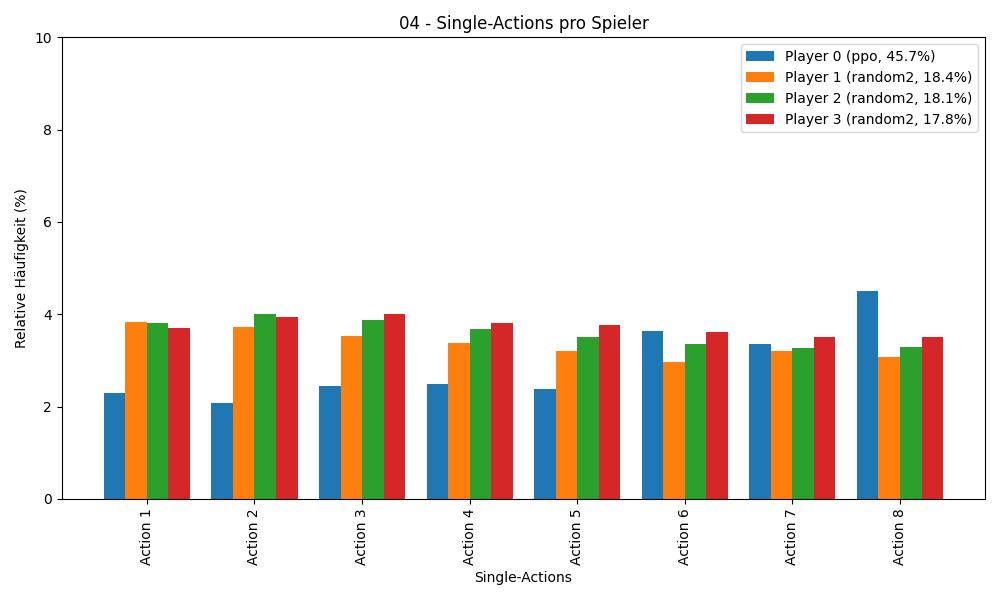 04 - Single-Actions pro Spieler
Relative Häufigkeit (%)
10
8
6
4
2
0
Player 0 (ppo, 45.7%)
Player 1 (random2, 18.4%)
Player 2 (random2, 18.1%)
Player 3 (random2, 17.8%)
Action 1
Action 2
Action 3
Action 4
Action 5
Action 6
Action 7
Action 8
Single-Actions